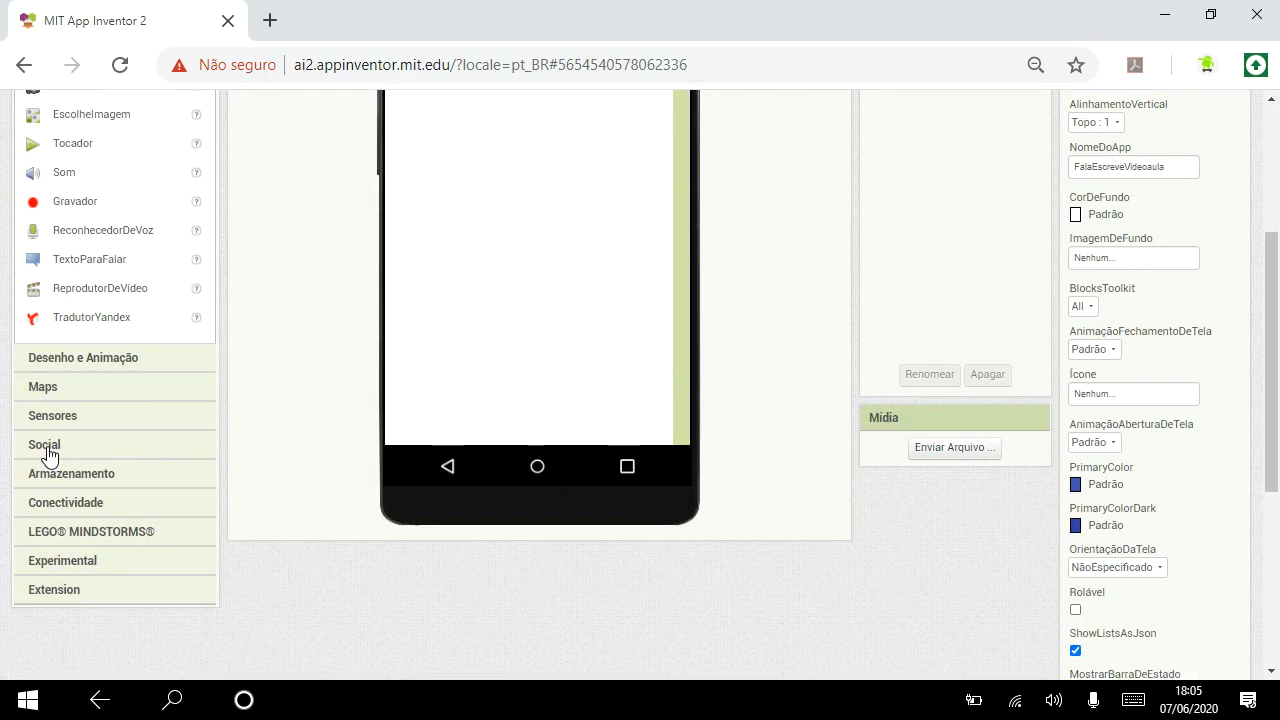 MIT App Inventor 2
Não seguro
ai2.appinventor.mit.edu/?locale=pt_BR#5654540578062336
EscolheImagem
Tocador
Som
Gravador
ReconhecedorDeVoz
TextoParaFalar
ReprodutorDeVídeo
TradutorYandex
Desenho e Animação
Maps
Sensores
Social
Armazenamento
Conectividade
LEGO® MINDSTORMS®
Experimental
Extension
Renomear
Apagar
Mídia
Enviar Arquivo ...
AlinhamentoVertical
Topo : 1
NomeDoApp
FalaEscreveVideoaula
CorDeFundo
Padrão
ImagemDeFundo
Nenhum...
BlocksToolkit
All
AnimaçãoFechamentoDeTela
Padrão
Ícone
Nenhum...
AnimaçãoAberturaDeTela
Padrão
PrimaryColor
Padrão
PrimaryColorDark
Padrão
OrientaçãoDaTela
NãoEspecificado
Rolável
ShowListsAsJson
MostrarBarraDeEstado
18:05
07/06/2020